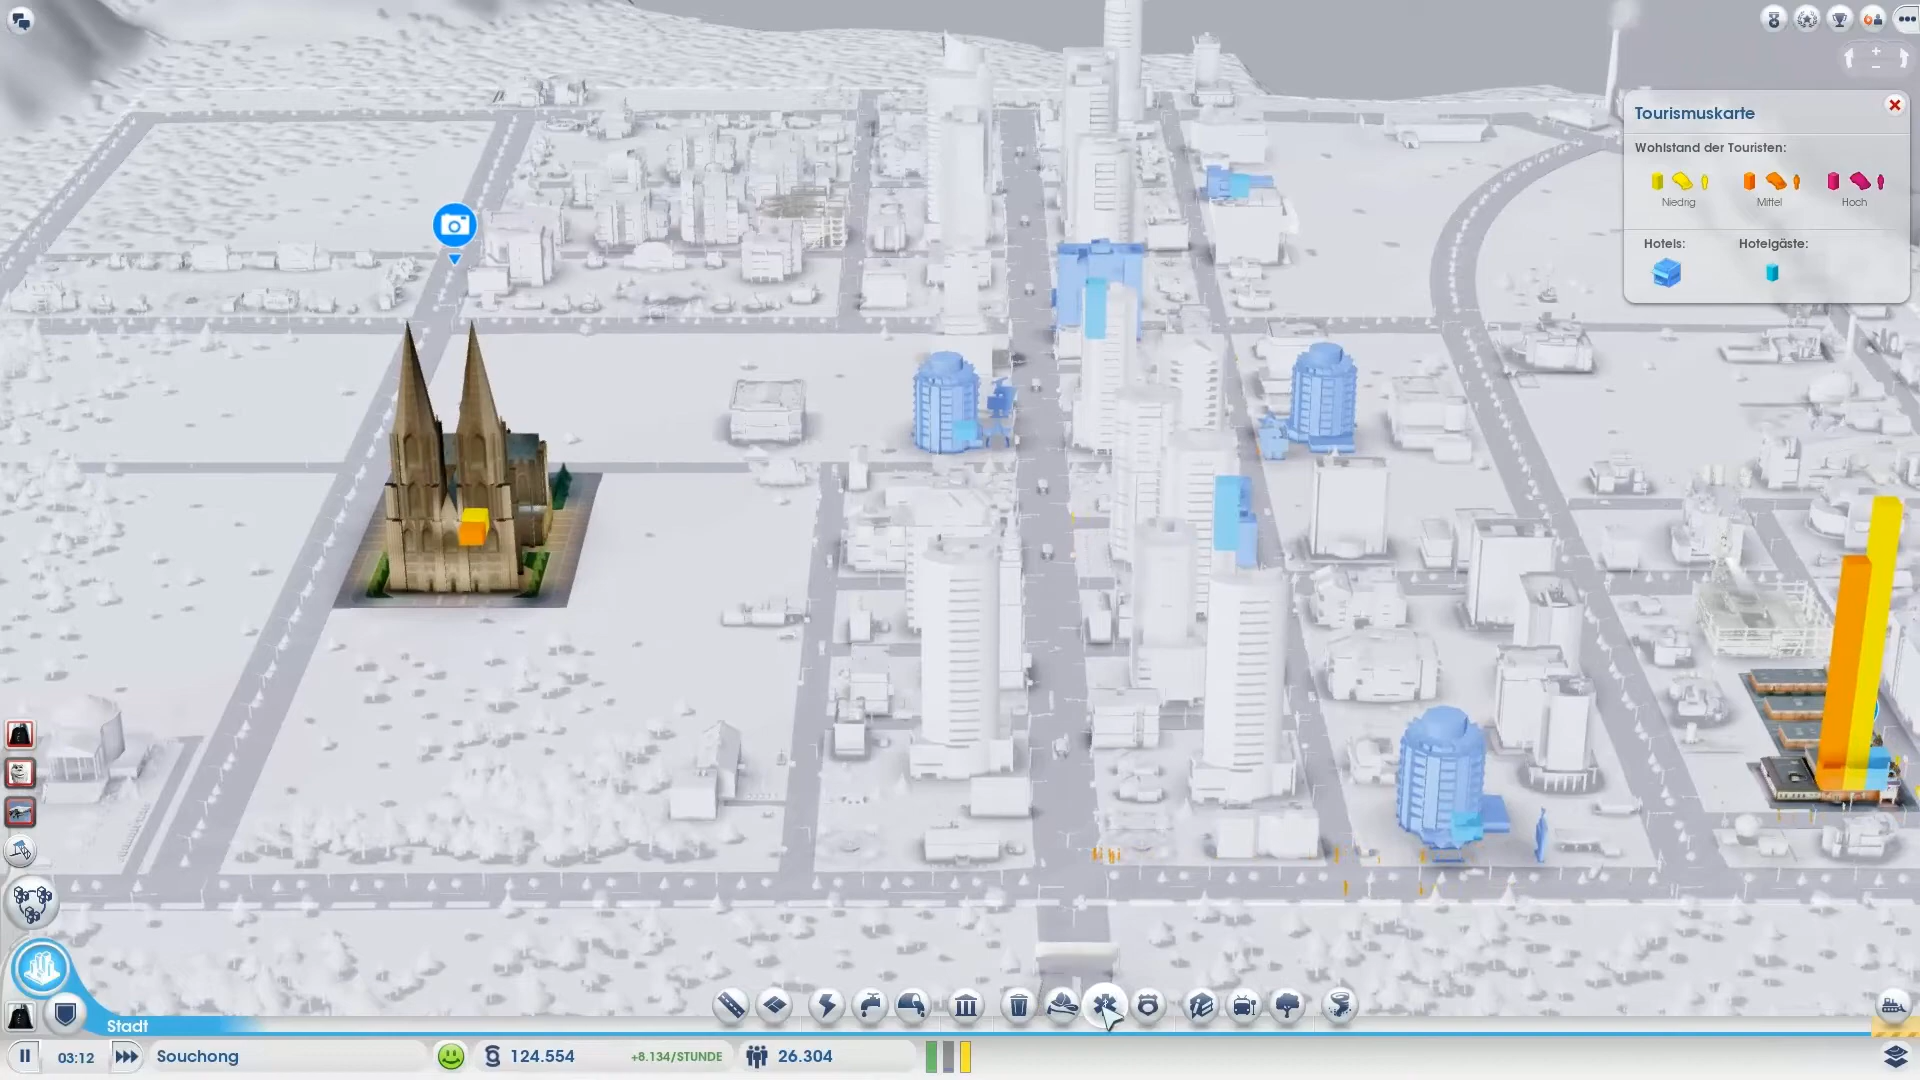 Tourismuskarte
Wohlstand der Touristen:
Niedrig
Mittel
Hoch
Hotels:
Hotelgäste:
Stadt
03:12
Souchong
124.554
+8.134/STUNDE
26.304